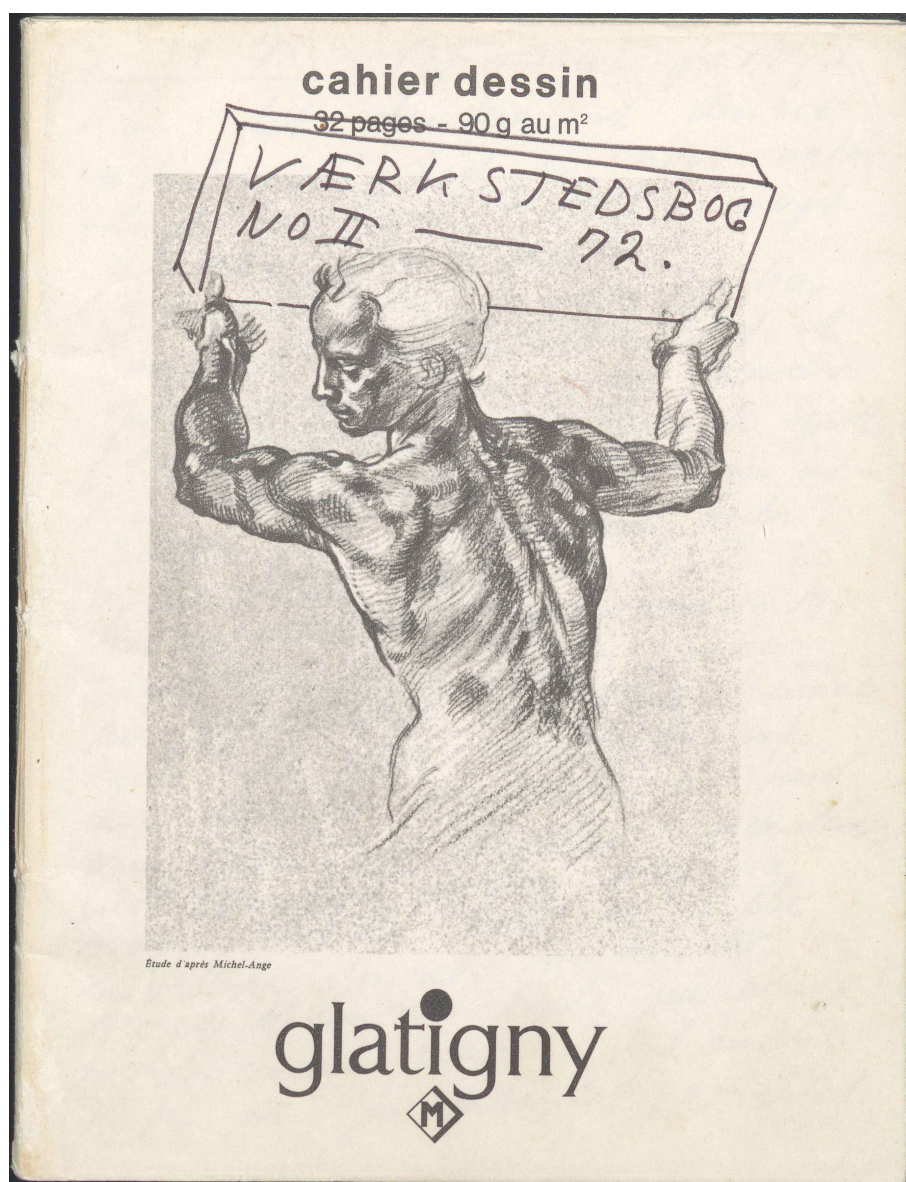 cahier dessin
32 pages - 90 g au m²
VÆRKSTEDSBOG
NO II — 72.
Étude d'après Michel-Ange
glatigny
M